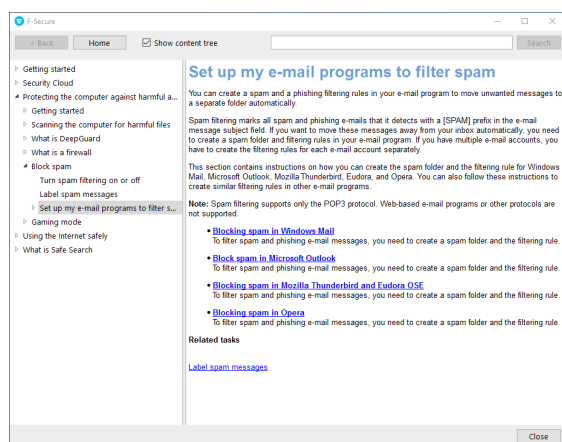 F-Secure
< Back
Home
Show content tree
Search
Getting started
Security Cloud
Protecting the computer against harmful a...
Getting started
Scanning the computer for harmful files
What is DeepGuard
What is a firewall
Block spam
Turn spam filtering on or off
Label spam messages
Set up my e-mail programs to filter s...
Gaming mode
Using the Internet safely
What is Safe Search
Set up my e-mail programs to filter spam
You can create a spam and a phishing filtering rules in your e-mail program to move unwanted messages to
a separate folder automatically.
Spam filtering marks all spam and phishing e-mails that it detects with a [SPAM] prefix in the e-mail
message subject field. If you want to move these messages away from your inbox automatically, you need
to create a spam folder and filtering rules in your e-mail program. If you have multiple e-mail accounts, you
have to create the filtering rules for each e-mail account separately.
This section contains instructions on how you can create the spam folder and the filtering rule for Windows
Mail, Microsoft Outlook, Mozilla Thunderbird, Eudora, and Opera. You can also follow these instructions to
create similar filtering rules in other e-mail programs.
Note: Spam filtering supports only the POP3 protocol. Web-based e-mail programs or other protocols are
not supported.
• Blocking spam in Windows Mail
To filter spam and phishing e-mail messages, you need to create a spam folder and the filtering rule.
• Block spam in Microsoft Outlook
To filter spam and phishing e-mail messages, you need to create a spam folder and the filtering rule.
• Blocking spam in Mozilla Thunderbird and Eudora OSE
To filter spam and phishing e-mail messages, you need to create a spam folder and the filtering rule.
• Blocking spam in Opera
To filter spam and phishing e-mail messages, you need to create a spam folder and the filtering rule.
Related tasks
Label spam messages
Close